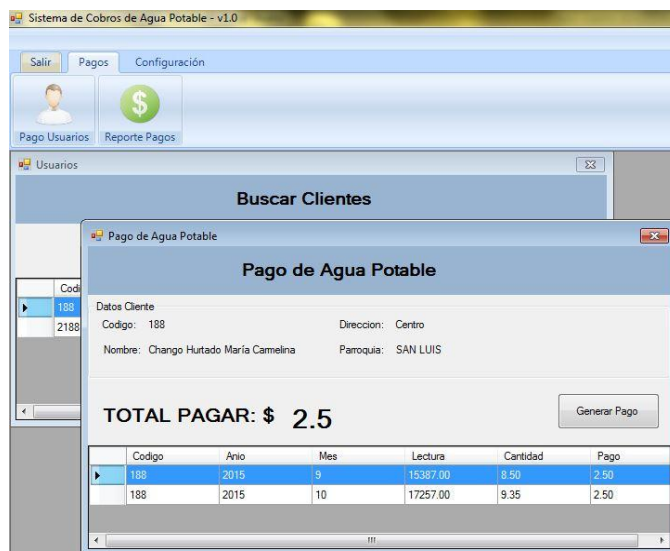 Sistema de Cobros de Agua Potable - v1.0
Salir Pagos Configuración
Pago Usuarios Reporte Pagos
Usuarios
Buscar Clientes
Codi
188
2188
Pago de Agua Potable
Pago de Agua Potable
Datos Cliente
Codigo: 188 Direccion: Centro
Nombre: Chango Hurtado María Carmelina Parroquia: SAN LUIS
TOTAL PAGAR: $ 2.5 Generar Pago
Codigo Anio Mes Lectura Cantidad Pago
188 2015 9 15387.00 8.50 2.50
188 2015 10 17257.00 9.35 2.50